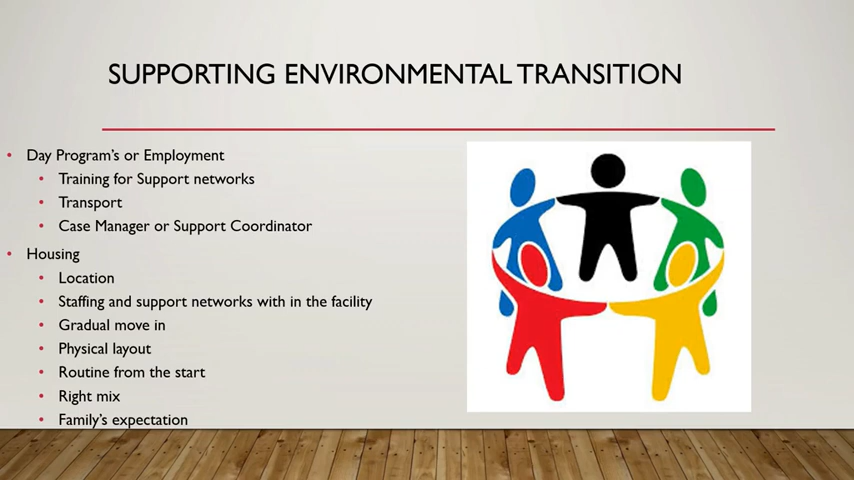 SUPPORTING ENVIRONMENTAL TRANSITION
• Day Program's or Employment
• Training for Support networks
• Transport
• Case Manager or Support Coordinator
• Housing
• Location
• Staffing and support networks with in the facility
• Gradual move in
• Physical layout
• Routine from the start
• Right mix
• Family's expectation